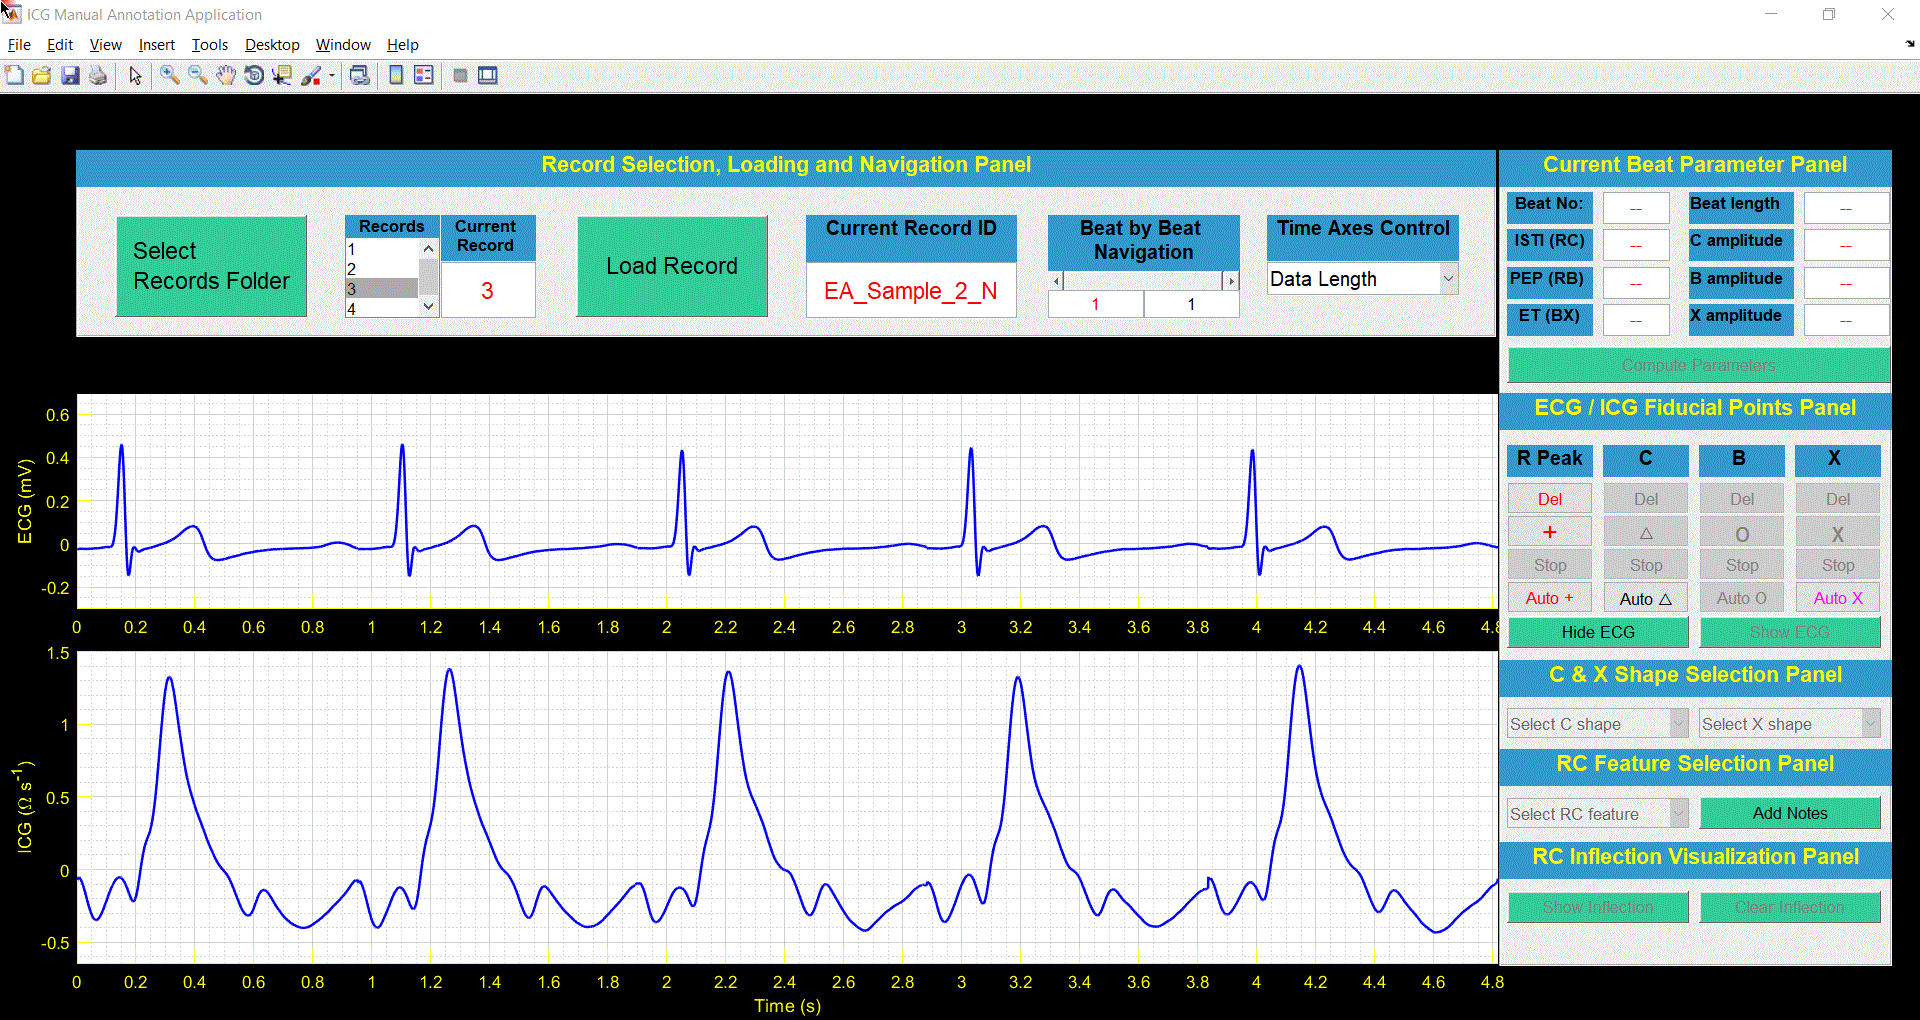 ICG Manual Annotation Application
File Edit View Insert Tools Desktop Window Help
Record Selection, Loading and Navigation Panel
Select
Records Folder
Records
1
2
3
4
Current
Record
3
Load Record
Current Record ID
EA_Sample_2_N
Beat by Beat
Navigation
1 1
Time Axes Control
Data Length
Current Beat Parameter Panel
Beat No: -- Beat length --
ISTI (RC) -- C amplitude --
PEP (RB) -- B amplitude --
ET (BX) -- X amplitude --
Compute Parameters
ECG / ICG Fiducial Points Panel
R Peak C B X
Del Del Del Del
+ △ O X
Stop Stop Stop Stop
Auto + Auto △ Auto O Auto X
Hide ECG Show ECG
C & X Shape Selection Panel
Select C shape Select X shape
RC Feature Selection Panel
Select RC feature Add Notes
RC Inflection Visualization Panel
Show Inflection Clear Inflection
ECG (mV)
0.6
0.4
0.2
0
-0.2
0 0.2 0.4 0.6 0.8 1 1.2 1.4 1.6 1.8 2 2.2 2.4 2.6 2.8 3 3.2 3.4 3.6 3.8 4 4.2 4.4 4.6 4.8
ICG (Ω s⁻¹)
1.5
1
0.5
0
-0.5
0 0.2 0.4 0.6 0.8 1 1.2 1.4 1.6 1.8 2 2.2 2.4 2.6 2.8 3 3.2 3.4 3.6 3.8 4 4.2 4.4 4.6 4.8
Time (s)